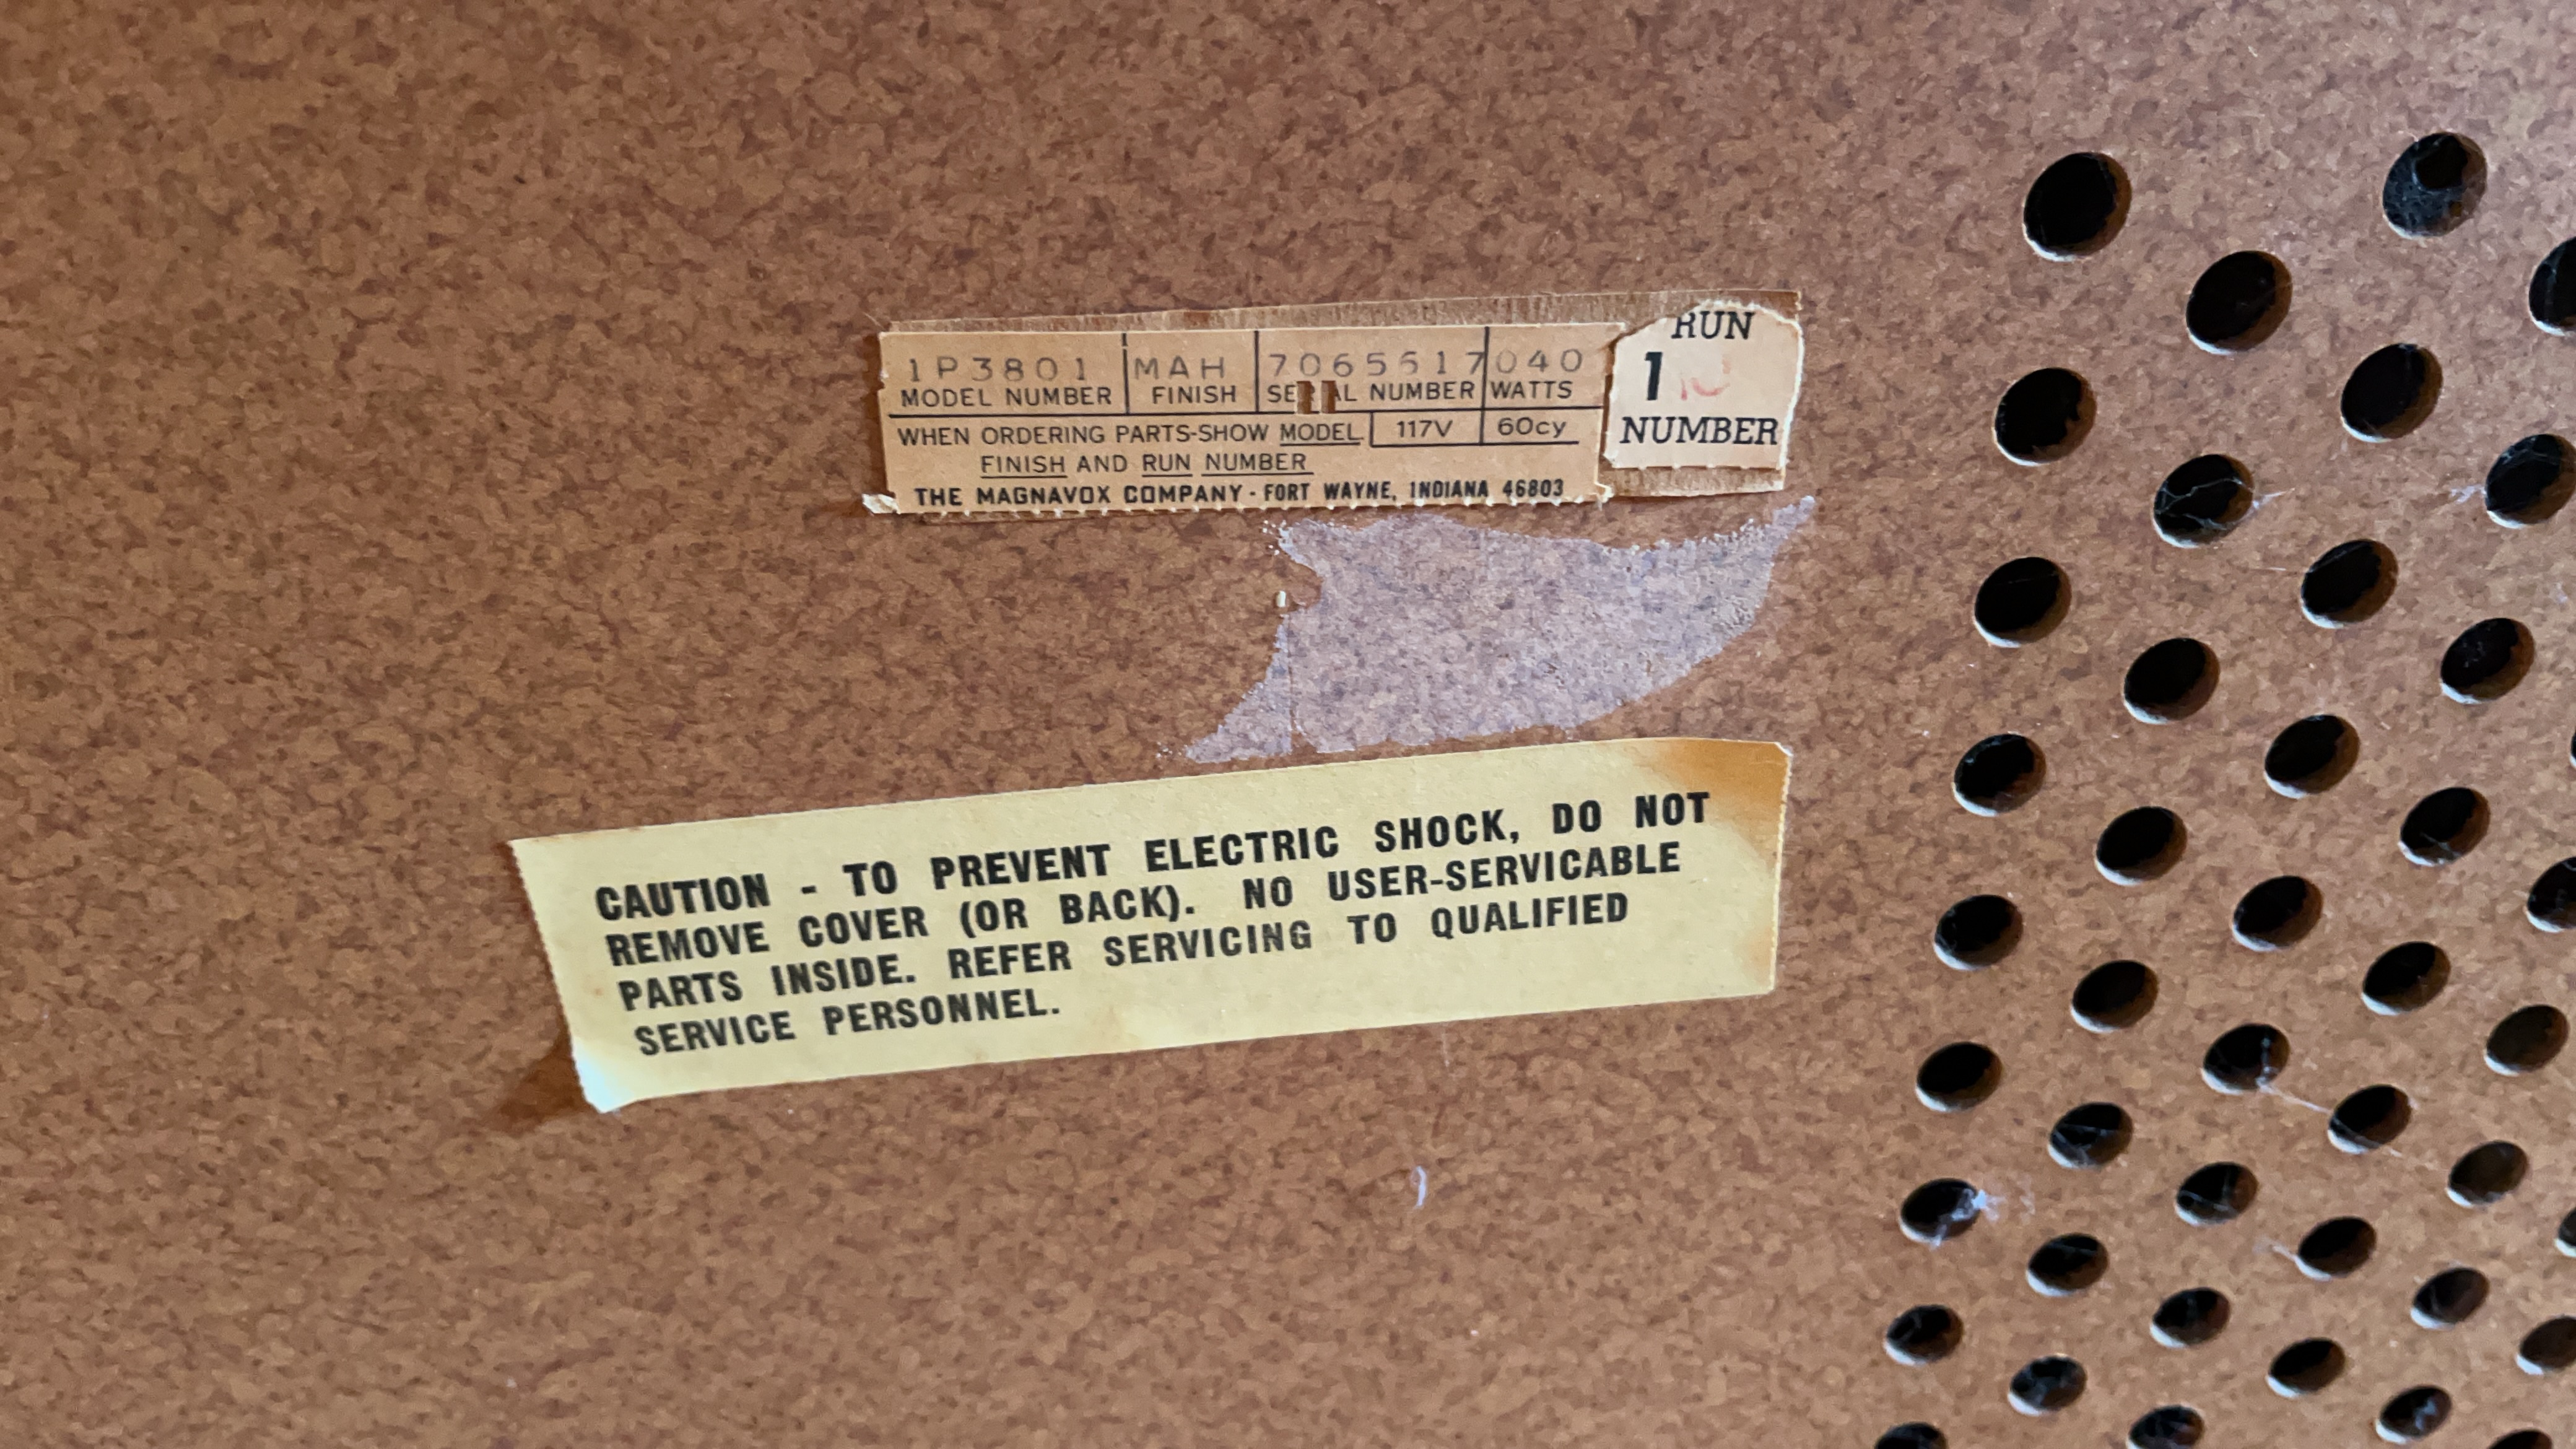 1P3801 MAH 7065617 040
MODEL NUMBER FINISH SERIAL NUMBER WATTS
WHEN ORDERING PARTS-SHOW MODEL 117V 60cy
FINISH AND RUN NUMBER
THE MAGNAVOX COMPANY - FORT WAYNE, INDIANA 46803
RUN
1
NUMBER
CAUTION - TO PREVENT ELECTRIC SHOCK, DO NOT
REMOVE COVER (OR BACK). NO USER-SERVICABLE
PARTS INSIDE. REFER SERVICING TO QUALIFIED
SERVICE PERSONNEL.